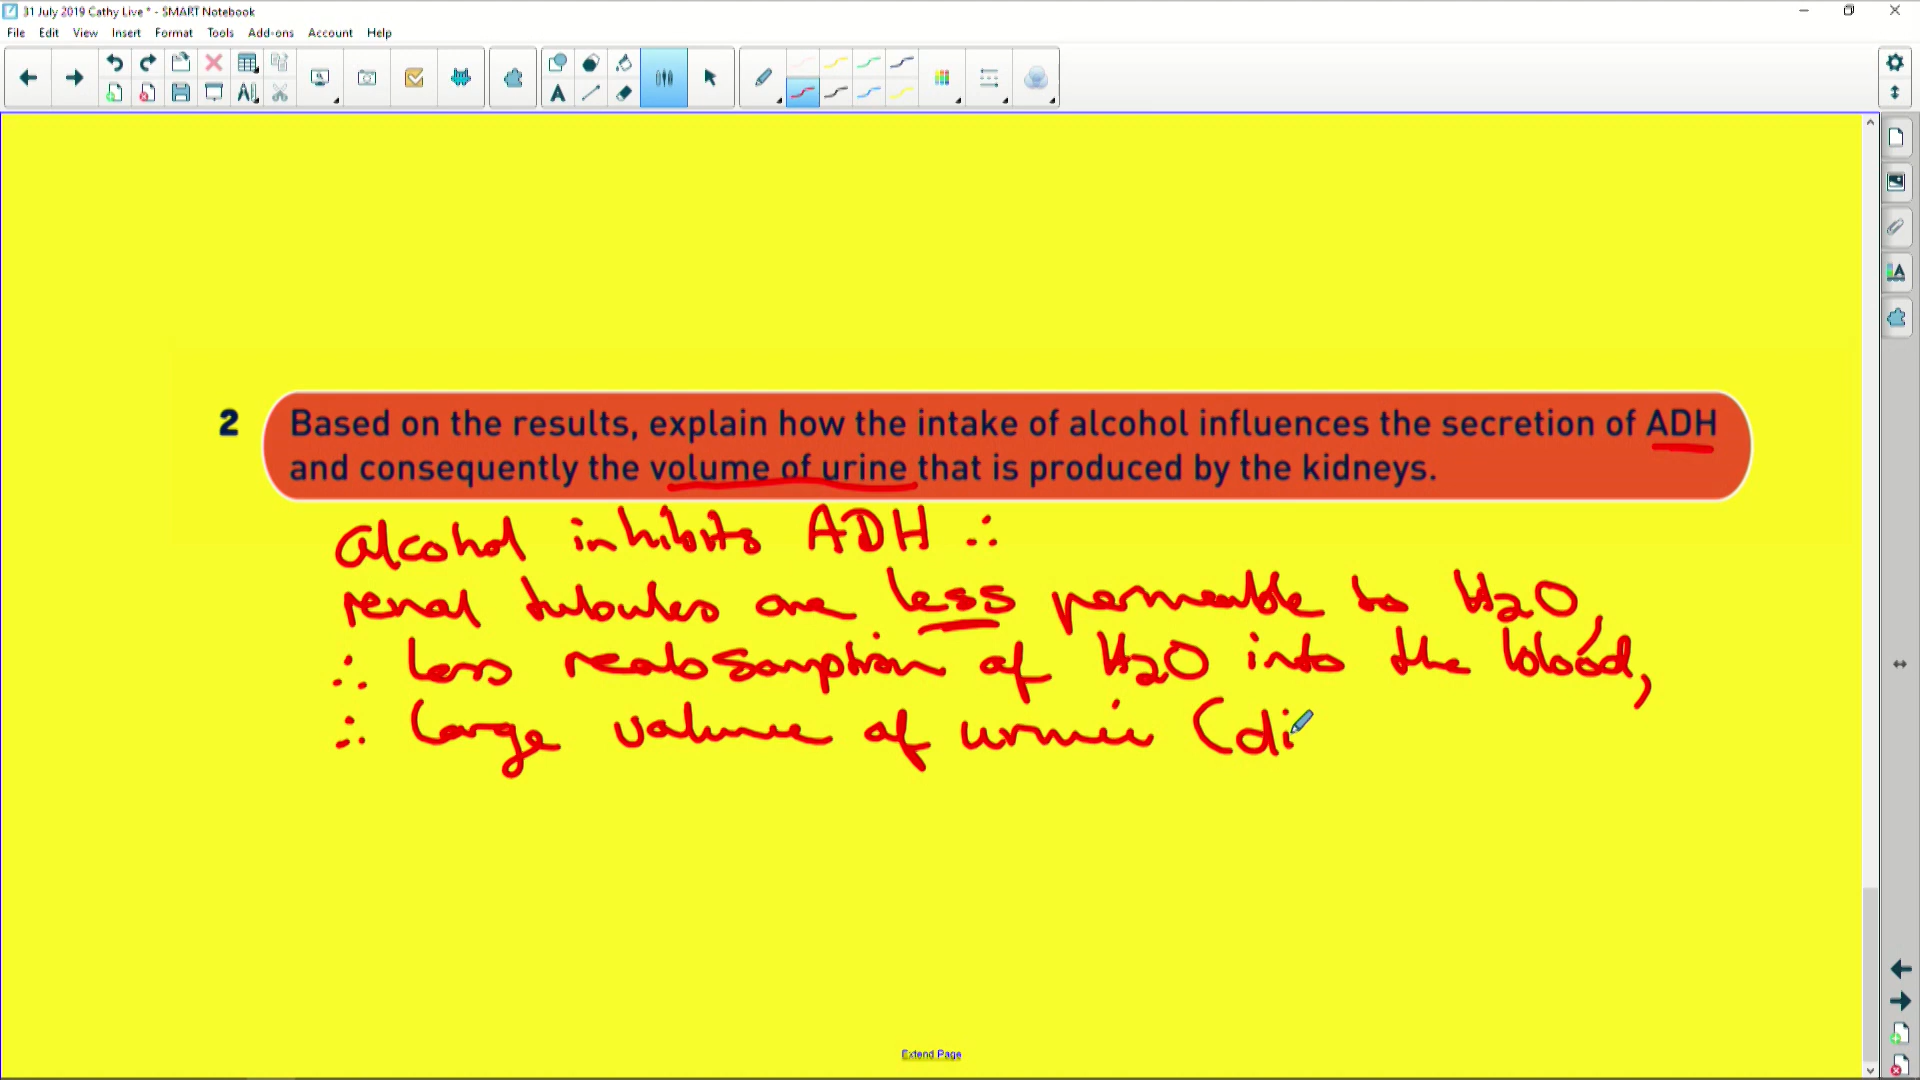 31 July 2019 Cathy Live * - SMART Notebook
File Edit View Insert Format Tools Add-ons Account Help
2 Based on the results, explain how the intake of alcohol influences the secretion of ADH
and consequently the volume of urine that is produced by the kidneys.
alcohol inhibits ADH ∴
renal tubules are less permeable to H2O,
∴ less reabsorption of H2O into the blood,
∴ large volume of urine (di
Extend Page